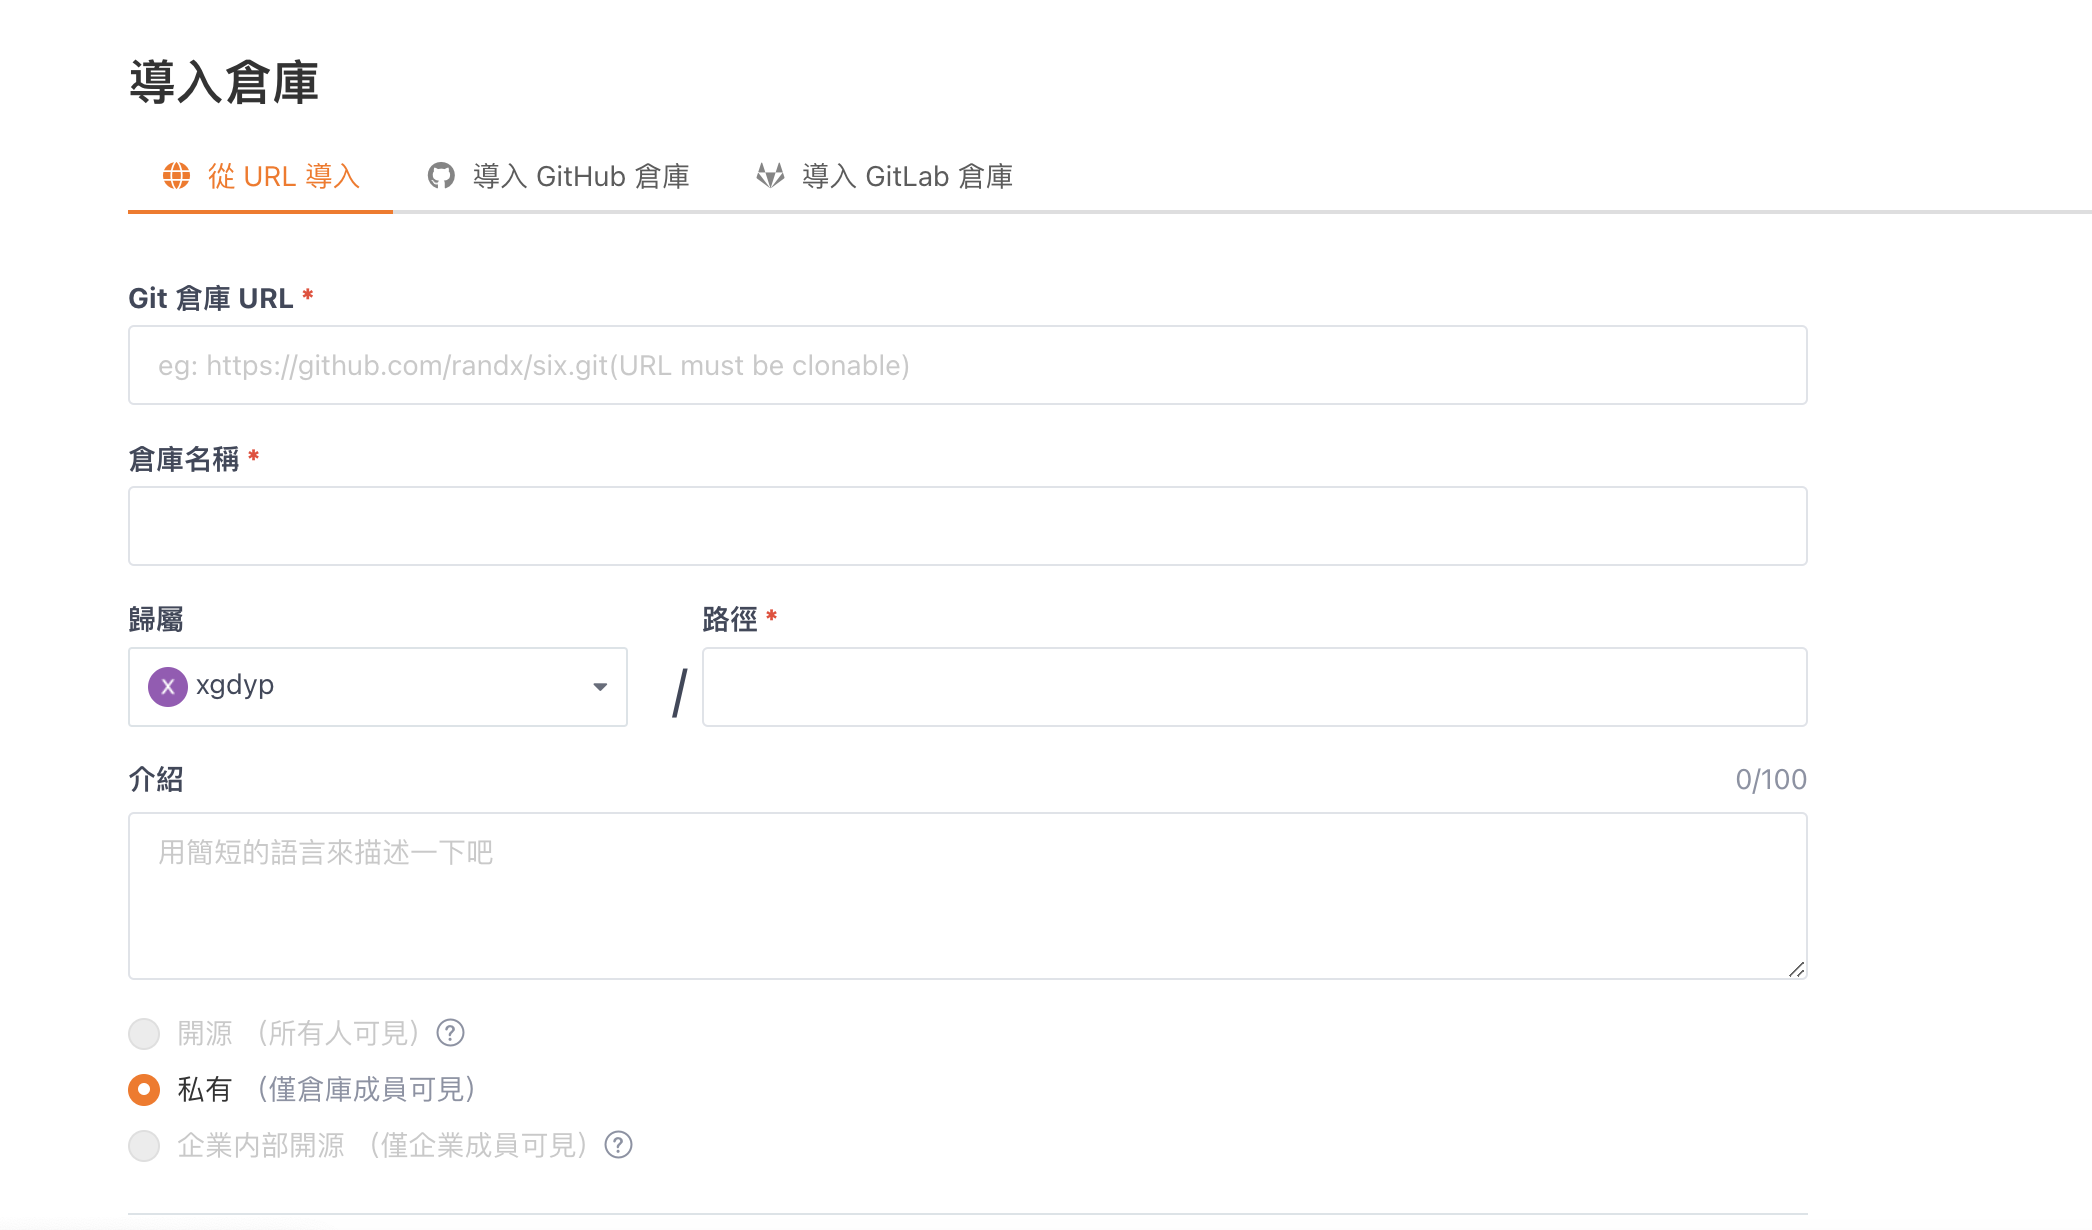 導入倉庫
從 URL 導入 導入 GitHub 倉庫 導入 GitLab 倉庫
Git 倉庫 URL *
eg: https://github.com/randx/six.git(URL must be clonable)
倉庫名稱 *
歸屬 路徑 *
X xgdyp /
介紹 0/100
用簡短的語言來描述一下吧
開源 （所有人可見） ?
私有 （僅倉庫成員可見）
企業内部開源 （僅企業成員可見） ?